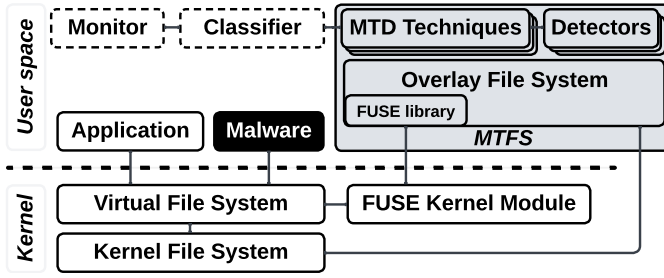 User space
Monitor
Classifier
MTD Techniques
Detectors
Overlay File System
FUSE library
MTFS
Application
Malware
Kernel
Virtual File System
FUSE Kernel Module
Kernel File System